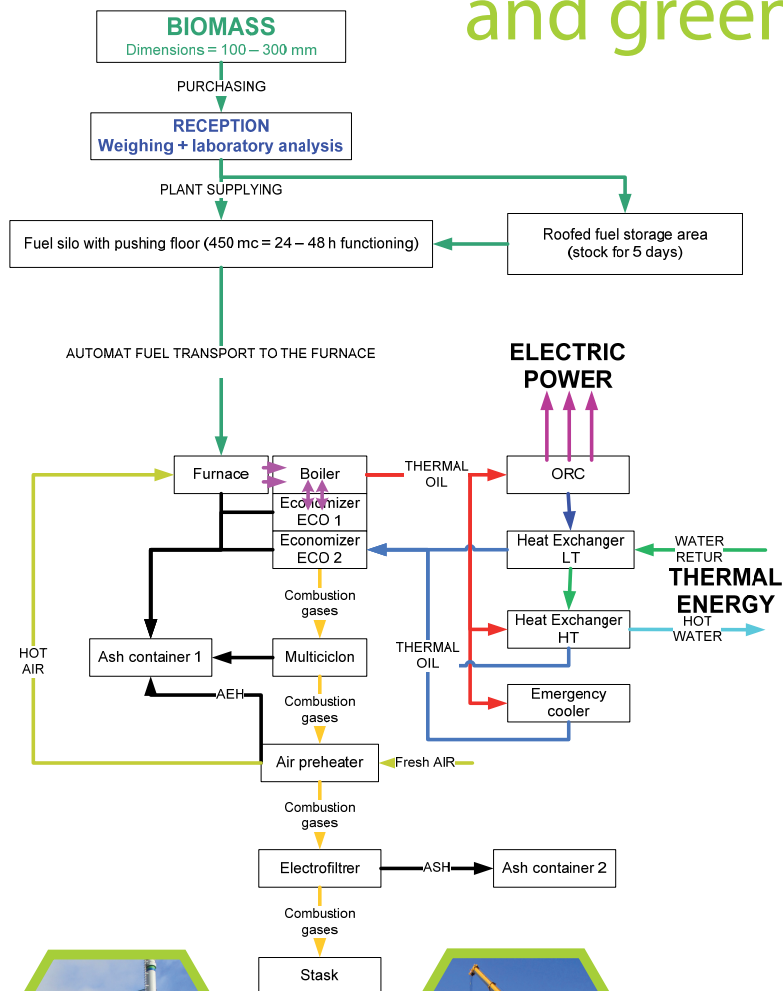 and green
BIOMASS
Dimensions = 100 – 300 mm
PURCHASING
RECEPTION
Weighing + laboratory analysis
PLANT SUPPLYING
Fuel silo with pushing floor (450 mc = 24 – 48 h functioning)
Roofed fuel storage area
(stock for 5 days)
AUTOMAT FUEL TRANSPORT TO THE FURNACE
ELECTRIC
POWER
Furnace
Boiler
THERMAL
OIL
ORC
Economizer
ECO 1
Economizer
ECO 2
Heat Exchanger
LT
WATER
RETUR
THERMAL
ENERGY
Combustion
gases
Heat Exchanger
HT
HOT
WATER
HOT
AIR
Ash container 1
Multiciclon
THERMAL
OIL
AEH
Combustion
gases
Emergency
cooler
Air preheater
Fresh AIR
Combustion
gases
Electrofiltrer
ASH
Ash container 2
Combustion
gases
Stask